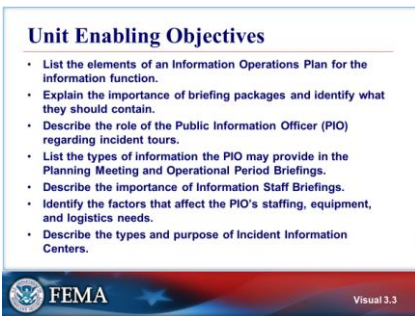 Unit Enabling Objectives
• List the elements of an Information Operations Plan for the
information function.
• Explain the importance of briefing packages and identify what
they should contain.
• Describe the role of the Public Information Officer (PIO)
regarding incident tours.
• List the types of information the PIO may provide in the
Planning Meeting and Operational Period Briefings.
• Describe the importance of Information Staff Briefings.
• Identify the factors that affect the PIO's staffing, equipment,
and logistics needs.
• Describe the types and purpose of Incident Information
Centers.
FEMA
Visual 3.3